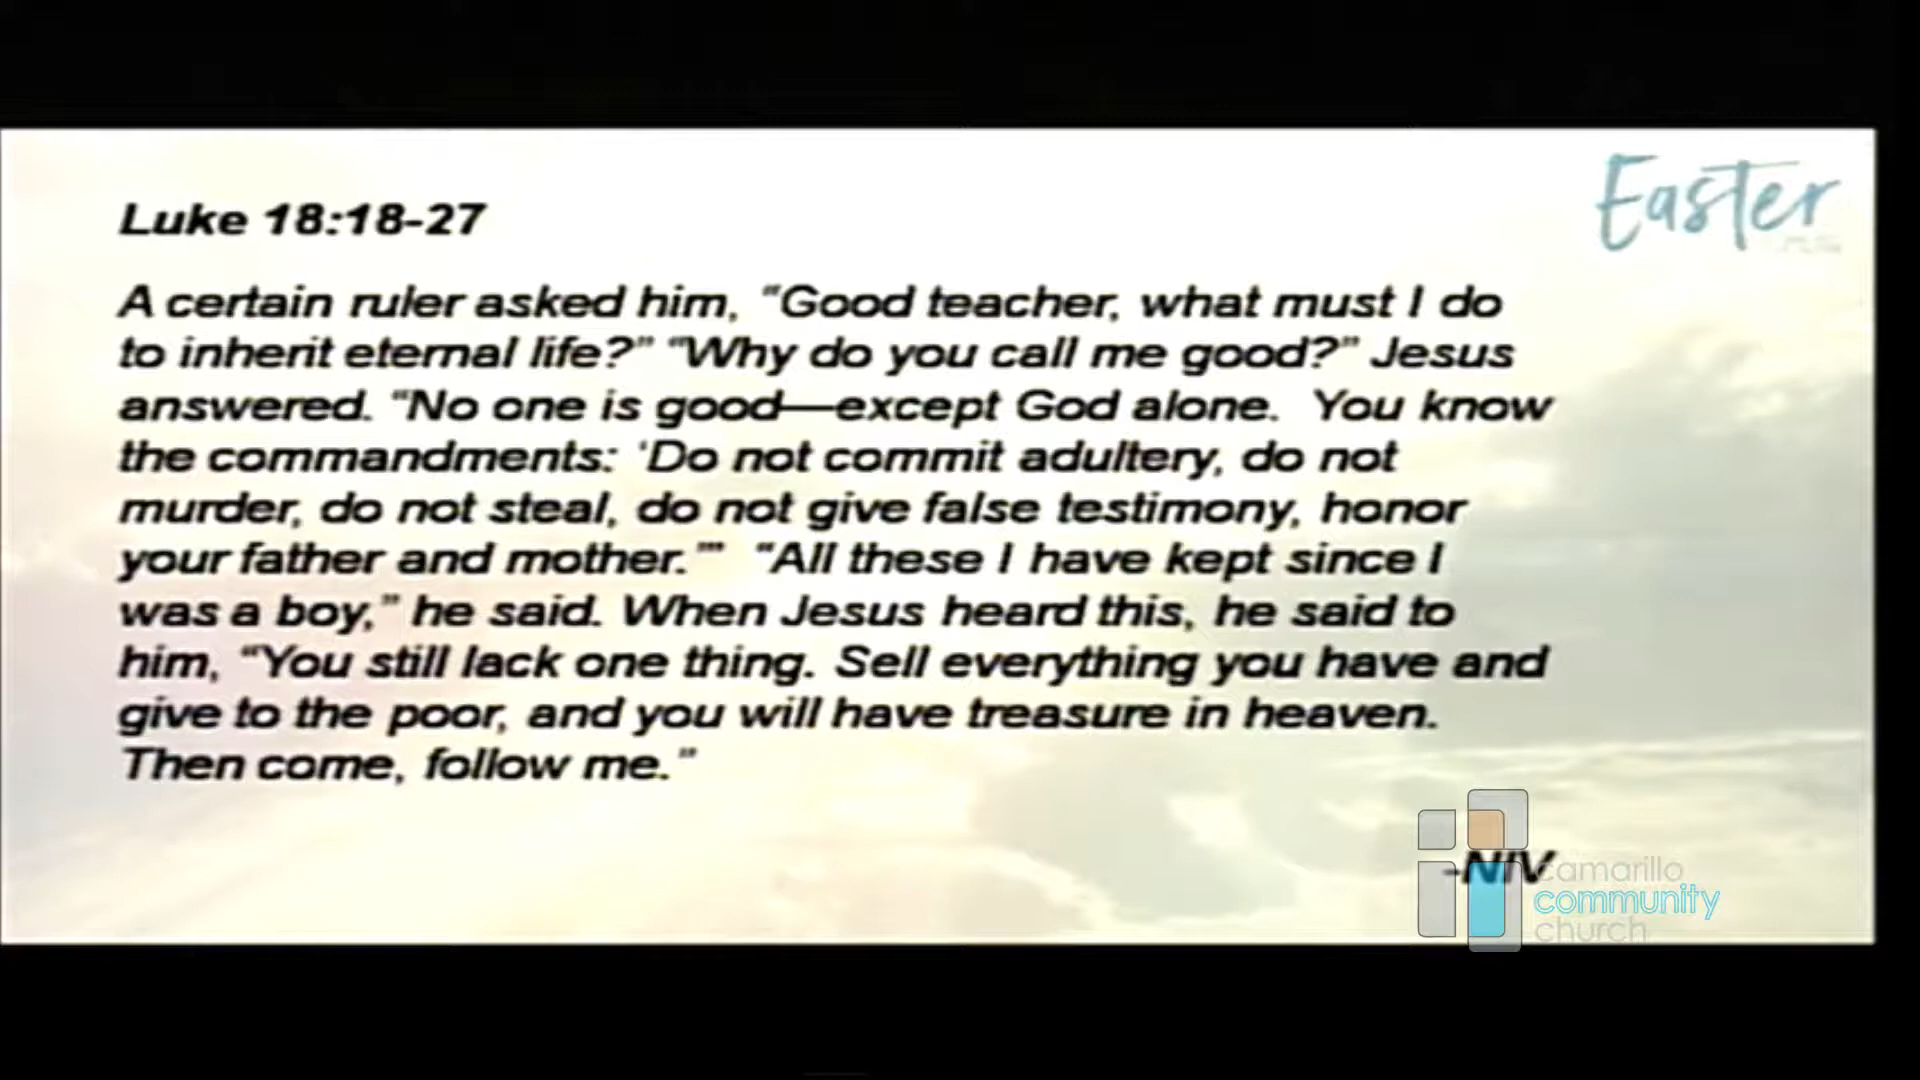 Easter
Luke 18:18-27
A certain ruler asked him, “Good teacher, what must I do
to inherit eternal life?” “Why do you call me good?” Jesus
answered. “No one is good—except God alone.  You know
the commandments: ‘Do not commit adultery, do not
murder, do not steal, do not give false testimony, honor
your father and mother.’”  “All these I have kept since I
was a boy,” he said. When Jesus heard this, he said to
him, “You still lack one thing. Sell everything you have and
give to the poor, and you will have treasure in heaven.
Then come, follow me.”
-NIV
camarillo
community
church